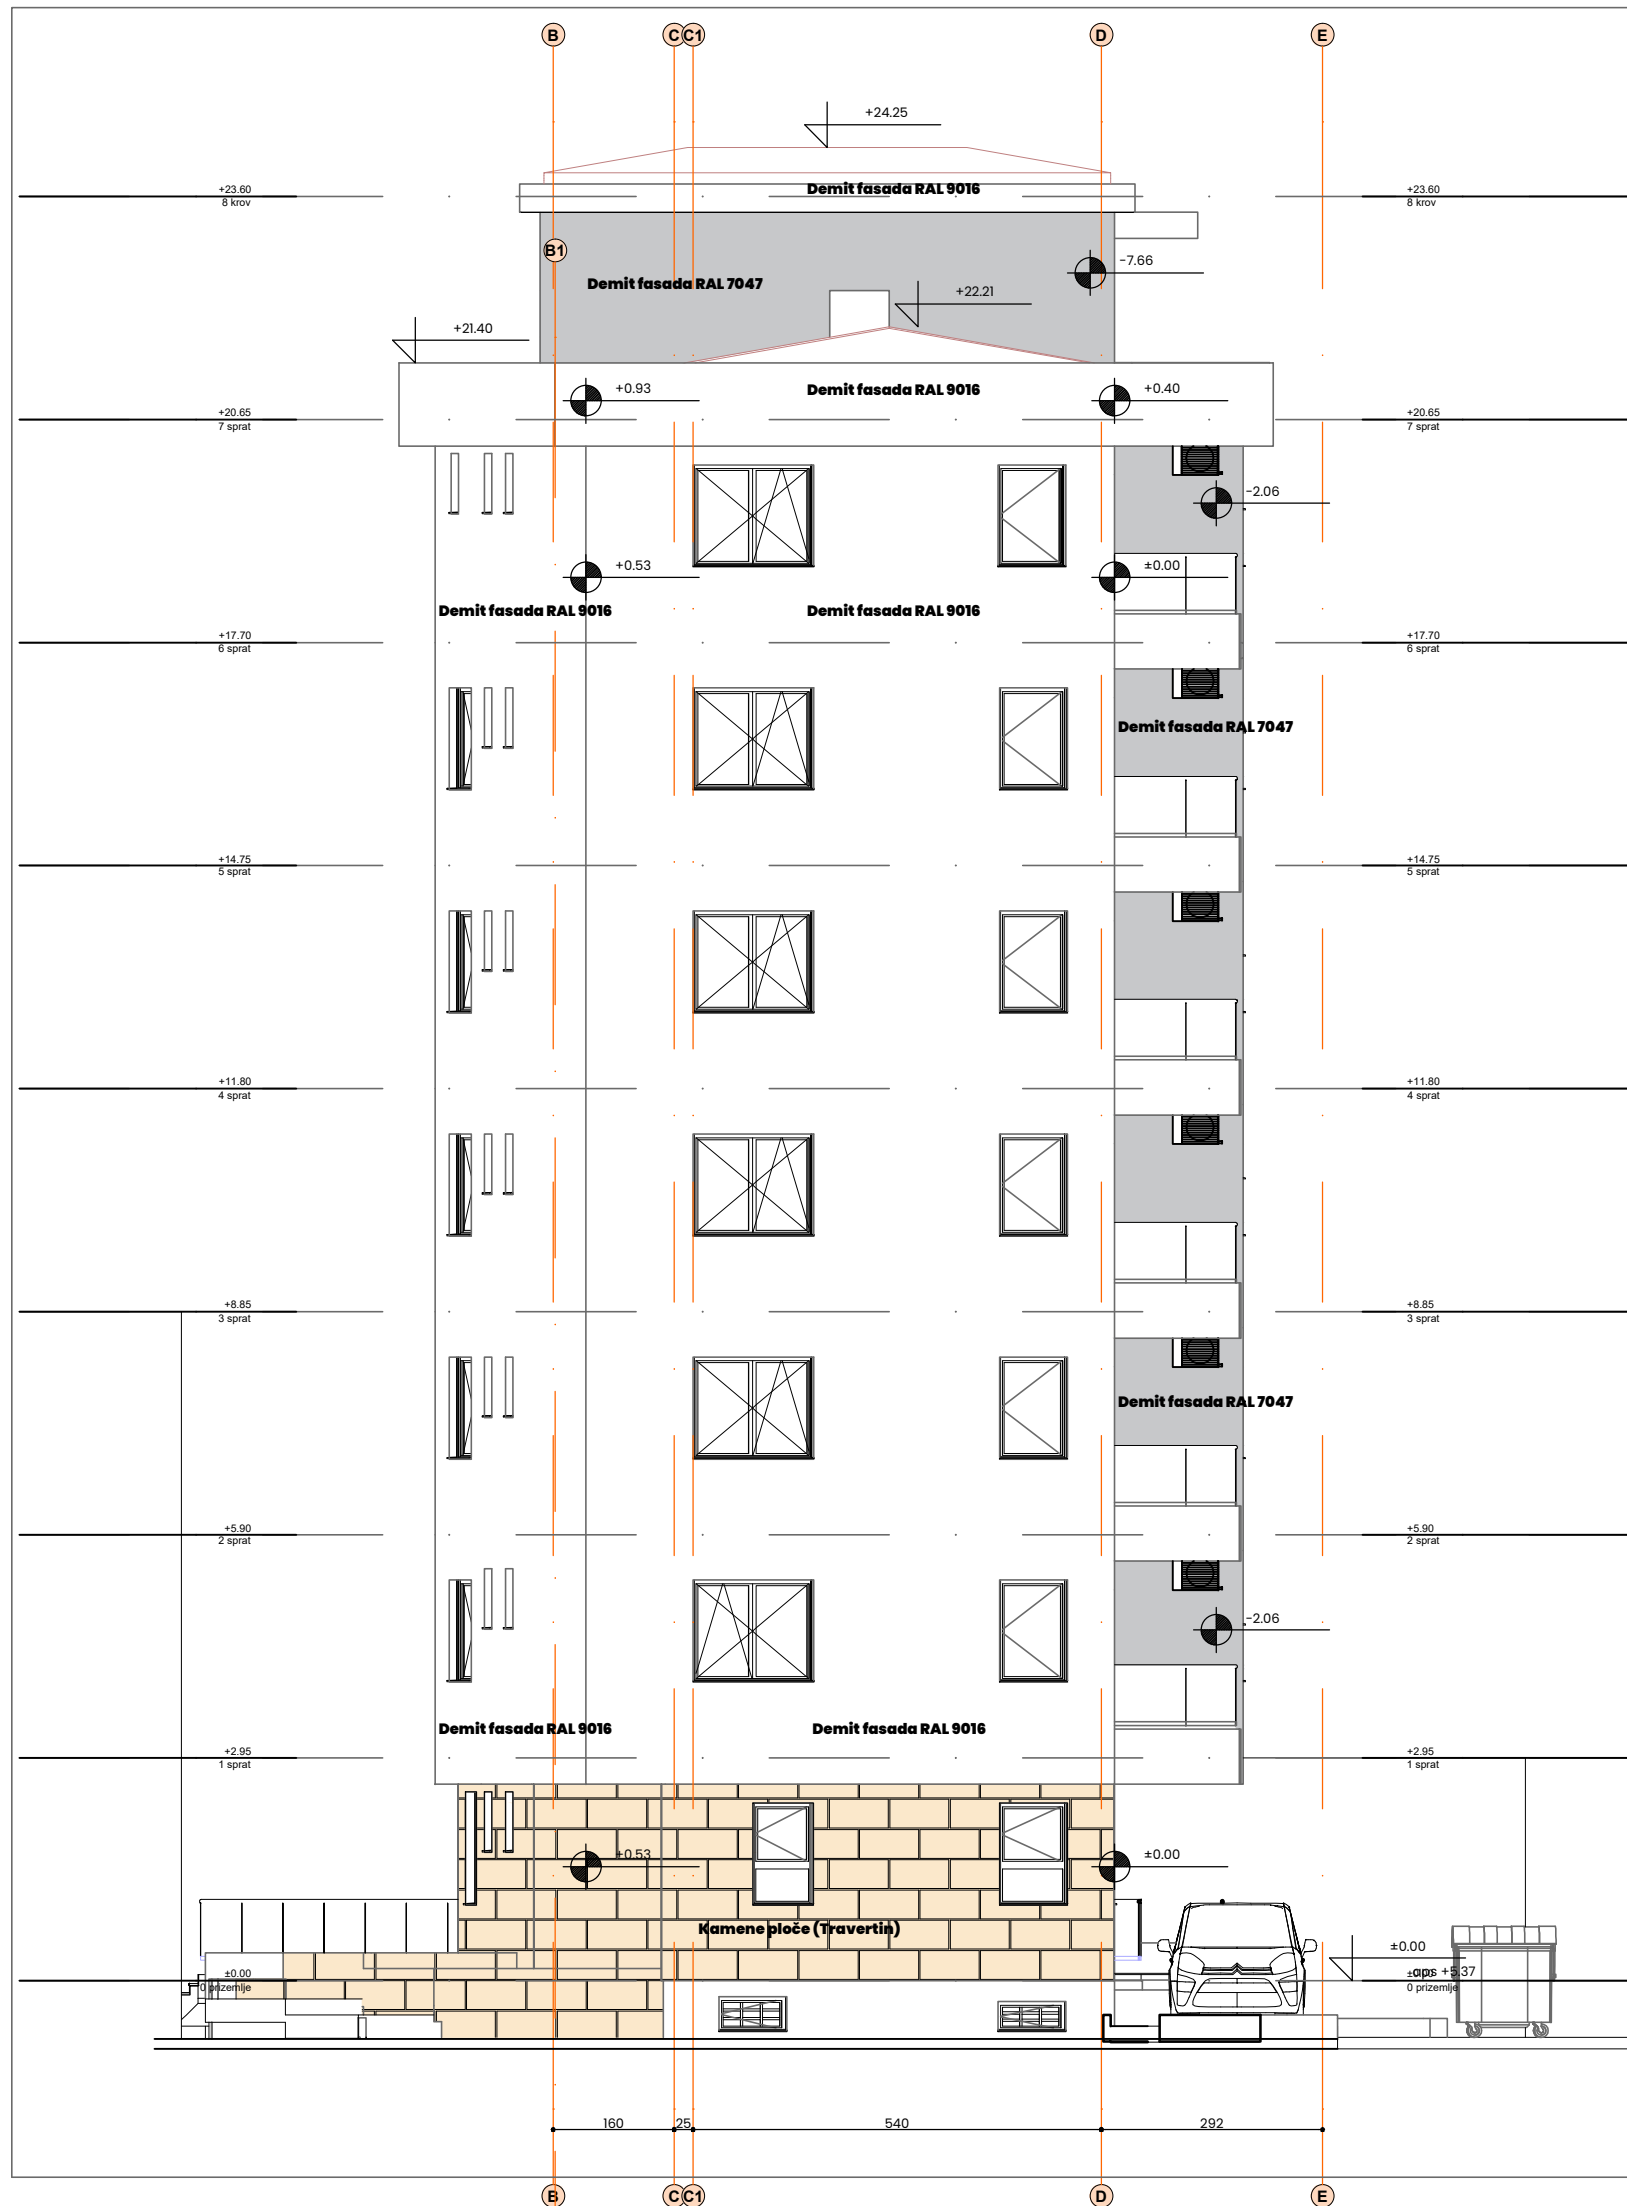 B
C
C1
D
E
+24.25
+23.60
8 krov
Demit fasada RAL 9016
+23.60
8 krov
B1
-7.66
Demit fasada RAL 7047
+22.21
+21.40
+0.93
Demit fasada RAL 9016
+0.40
+20.65
7 sprat
+20.65
7 sprat
-2.06
+0.53
±0.00
Demit fasada RAL 9016
Demit fasada RAL 9016
+17.70
6 sprat
+17.70
6 sprat
Demit fasada RAL 7047
+14.75
5 sprat
+14.75
5 sprat
+11.80
4 sprat
+11.80
4 sprat
+8.85
3 sprat
+8.85
3 sprat
Demit fasada RAL 7047
+5.90
2 sprat
+5.90
2 sprat
-2.06
Demit fasada RAL 9016
Demit fasada RAL 9016
+2.95
1 sprat
+2.95
1 sprat
+0.53
±0.00
Kamene ploče (Travertin)
±0.00
±0.00
0 prizemlje
±0.00
aps +5.37
0 prizemlje
160
25
540
292
B
C
C1
D
E